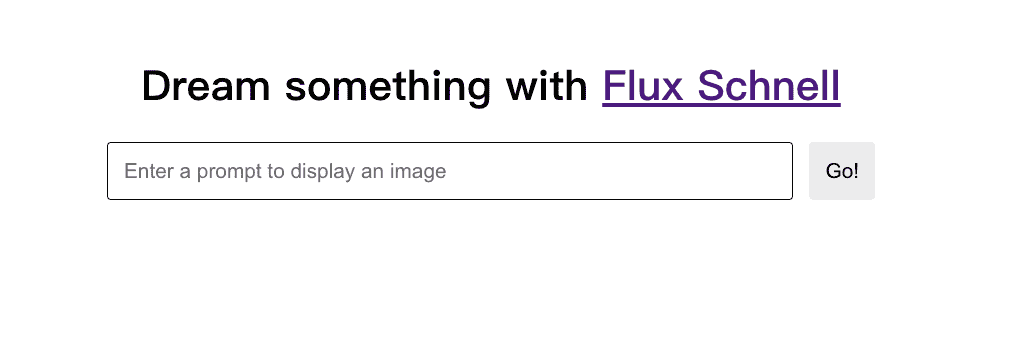 Dream something with Flux Schnell
Enter a prompt to display an image
Go!